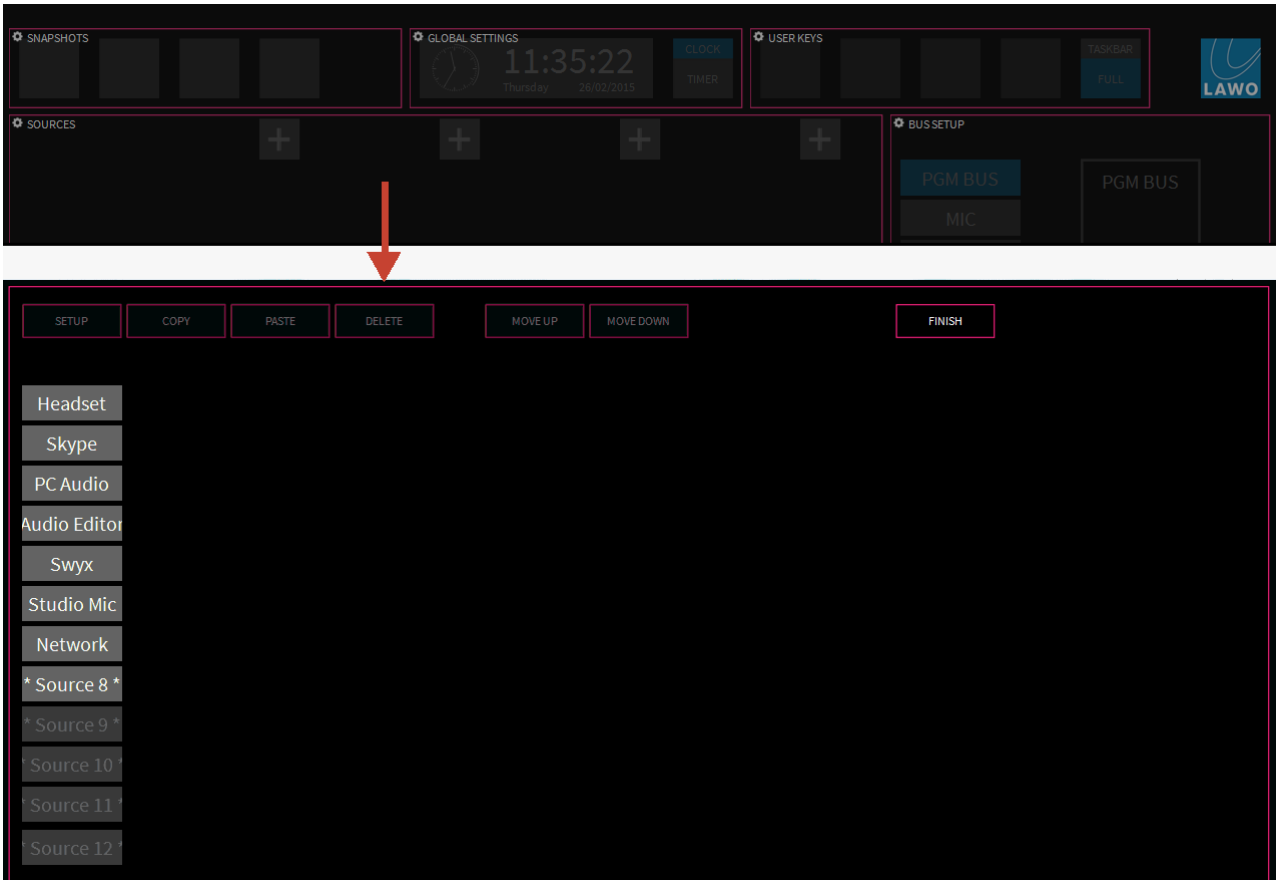 SNAPSHOTS
GLOBAL SETTINGS
11:35:22
Thursday 26/02/2015
CLOCK
TIMER
USER KEYS
TASKBAR
FULL
LAWO
SOURCES
BUS SETUP
PGM BUS
MIC
PGM BUS
SETUP COPY PASTE DELETE MOVE UP MOVE DOWN FINISH
Headset
Skype
PC Audio
Audio Editor
Swyx
Studio Mic
Network
* Source 8 *
* Source 9 *
* Source 10 *
* Source 11 *
* Source 12 *